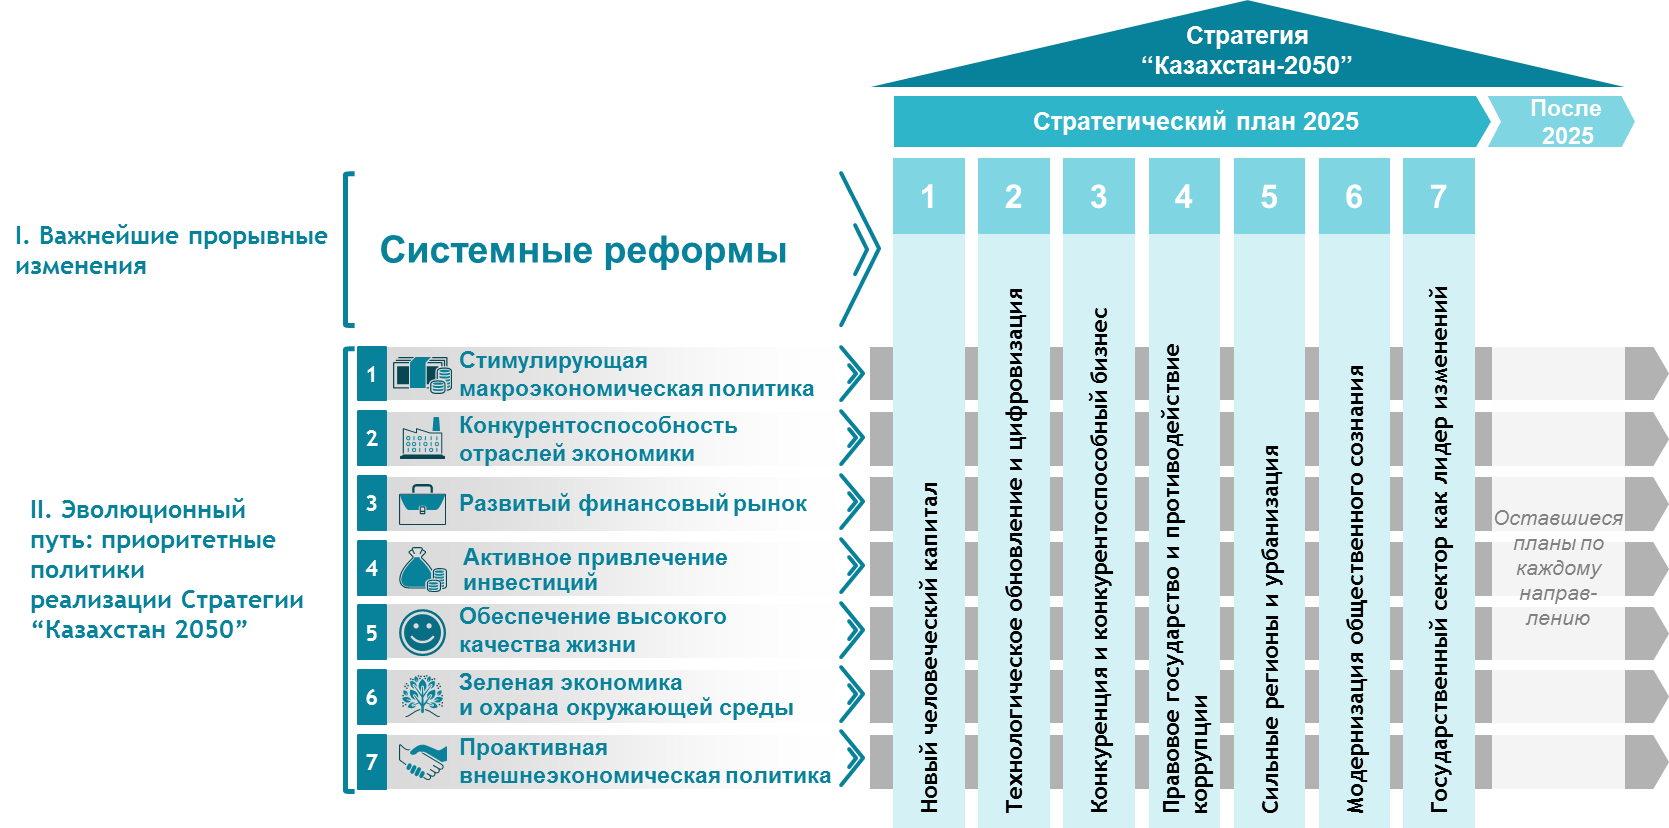 Стратегия
“Казахстан-2050”
Стратегический план 2025
После
2025
1
2
3
4
5
6
7
I. Важнейшие прорывные
изменения
Системные реформы
Новый человеческий капитал
Технологическое обновление и цифровизация
Конкуренция и конкурентоспособный бизнес
Правовое государство и противодействие
коррупции
Сильные регионы и урбанизация
Модернизация общественного сознания
Государственный сектор как лидер изменений
II. Эволюционный
путь: приоритетные
политики
реализации Стратегии
“Казахстан 2050”
1
Стимулирующая
макроэкономическая политика
2
Конкурентоспособность
отраслей экономики
3
Развитый финансовый рынок
4
Активное привлечение
инвестиций
5
Обеспечение высокого
качества жизни
6
Зеленая экономика
и охрана окружающей среды
7
Проактивная
внешнеэкономическая политика
Оставшиеся
планы по
каждому
направ-
лению